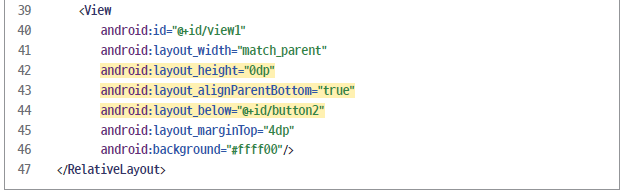 39 <View
40 android:id="@+id/view1"
41 android:layout_width="match_parent"
42 android:layout_height="0dp"
43 android:layout_alignParentBottom="true"
44 android:layout_below="@+id/button2"
45 android:layout_marginTop="4dp"
46 android:background="#ffff00"/>
47 </RelativeLayout>